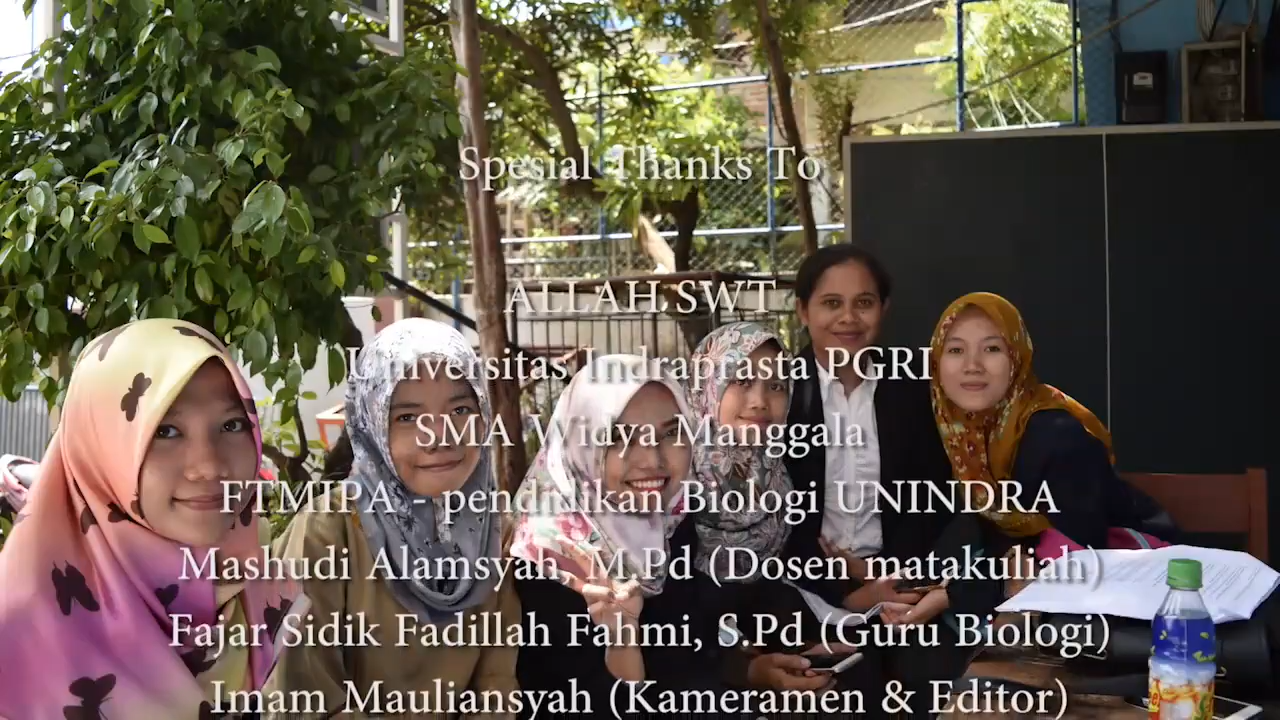 Spesial Thanks To
ALLAH SWT
Universitas Indraprasta PGRI
SMA Widya Manggala
FTMIPA - pendidikan Biologi UNINDRA
Mashudi Alamsyah, M.Pd (Dosen matakuliah)
Fajar Sidik Fadillah Fahmi, S.Pd (Guru Biologi)
Imam Mauliansyah (Kameramen & Editor)